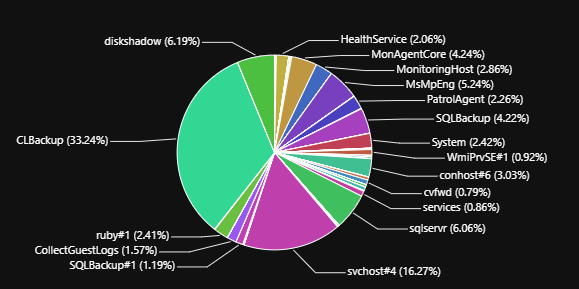 HealthService (2.06%)
MonAgentCore (4.24%)
MonitoringHost (2.86%)
MsMpEng (5.24%)
PatrolAgent (2.26%)
SQLBackup (4.22%)
System (2.42%)
WmiPrvSE#1 (0.92%)
conhost#6 (3.03%)
cvfwd (0.79%)
services (0.86%)
sqlservr (6.06%)
svchost#4 (16.27%)
SQLBackup#1 (1.19%)
CollectGuestLogs (1.57%)
ruby#1 (2.41%)
CLBackup (33.24%)
diskshadow (6.19%)